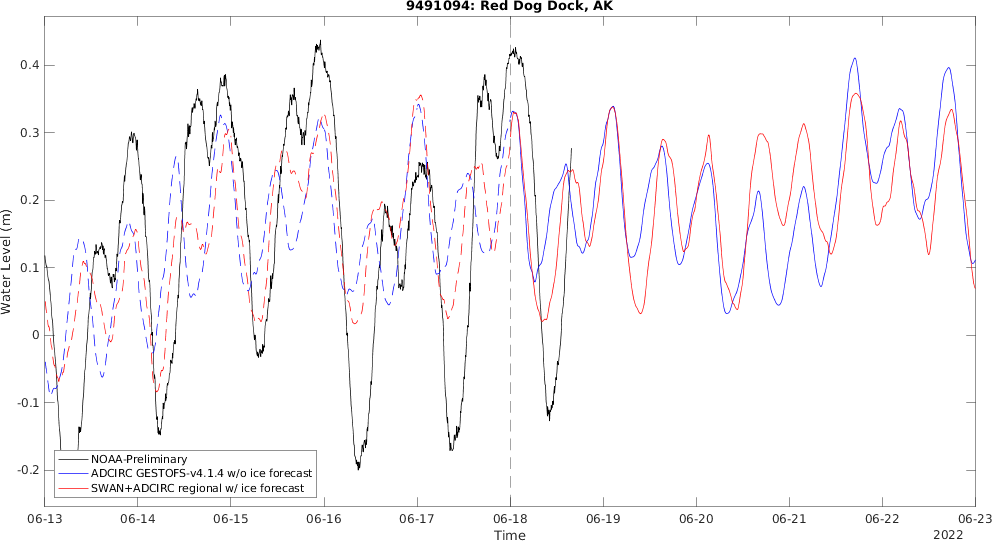 9491094: Red Dog Dock, AK
Water Level (m)
0.4
0.3
0.2
0.1
0
-0.1
-0.2
NOAA-Preliminary
ADCIRC GESTOFS-v4.1.4 w/o ice forecast
SWAN+ADCIRC regional w/ ice forecast
06-13 06-14 06-15 06-16 06-17 06-18 06-19 06-20 06-21 06-22 06-23
Time
2022